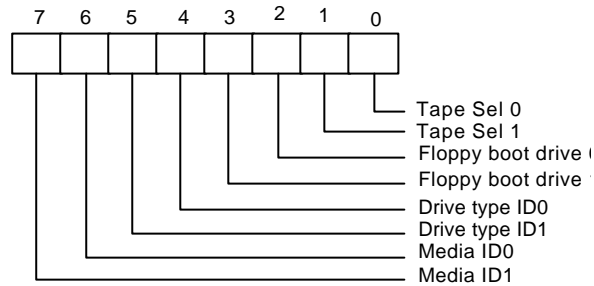 7 6 5 4 3 2 1 0
Tape Sel 0
Tape Sel 1
Floppy boot drive
Floppy boot drive
Drive type ID0
Drive type ID1
Media ID0
Media ID1